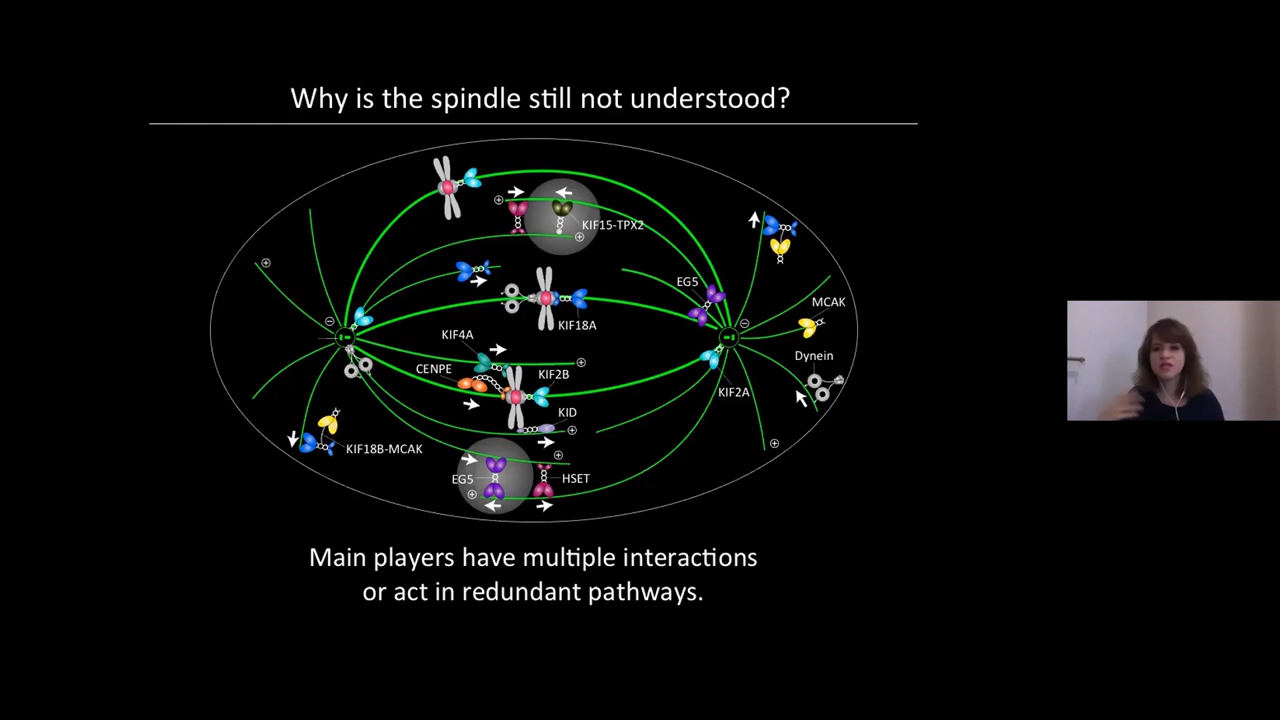 Why is the spindle still not understood?
KIF15-TPX2
EG5
MCAK
KIF18A
KIF4A
Dynein
CENPE
KIF2B
KIF2A
KID
KIF18B-MCAK
EG5
HSET
Main players have multiple interactions
or act in redundant pathways.